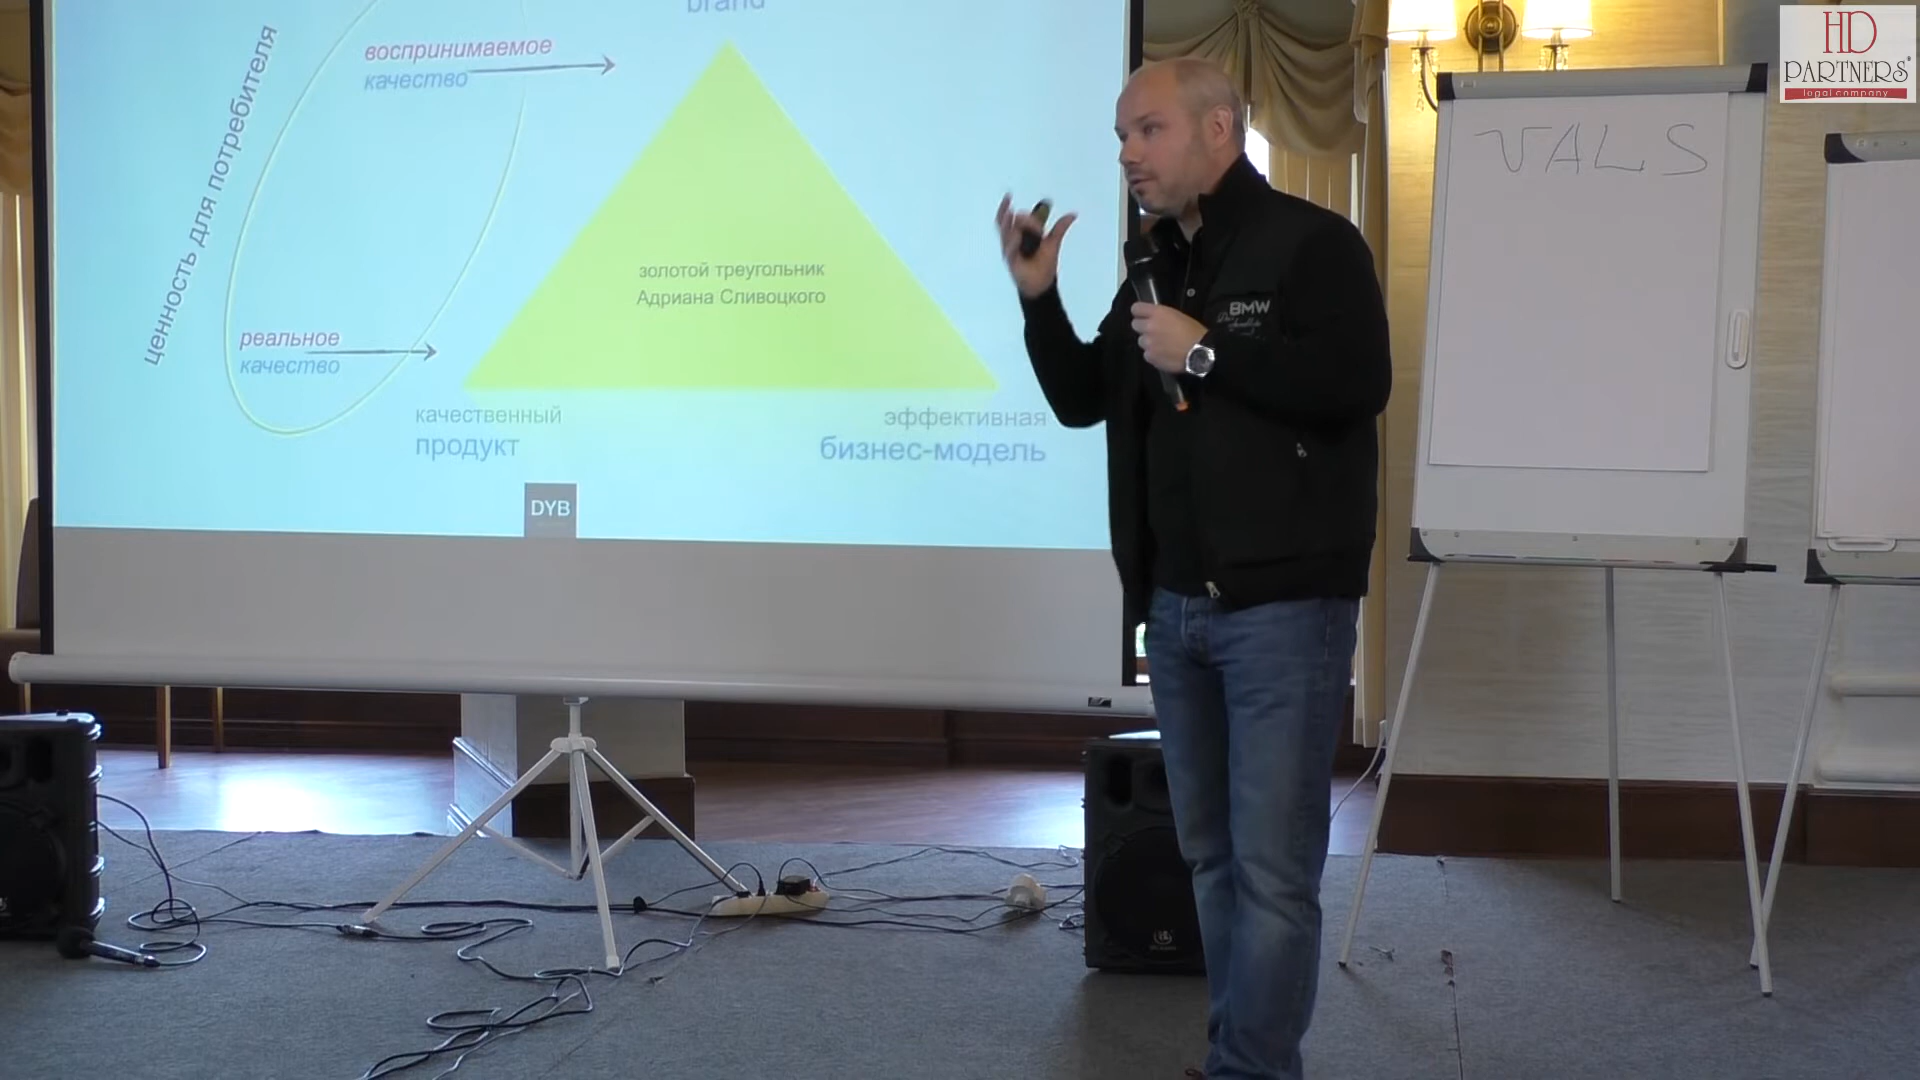 brand
Ценность для потребителя
воспринимаемое
качество
золотой треугольник
Адриана Сливоцкого
реальное
качество
качественный
продукт
эффективная
бизнес-модель
DYB
BMW
VALS
HD
PARTNERS
legal company